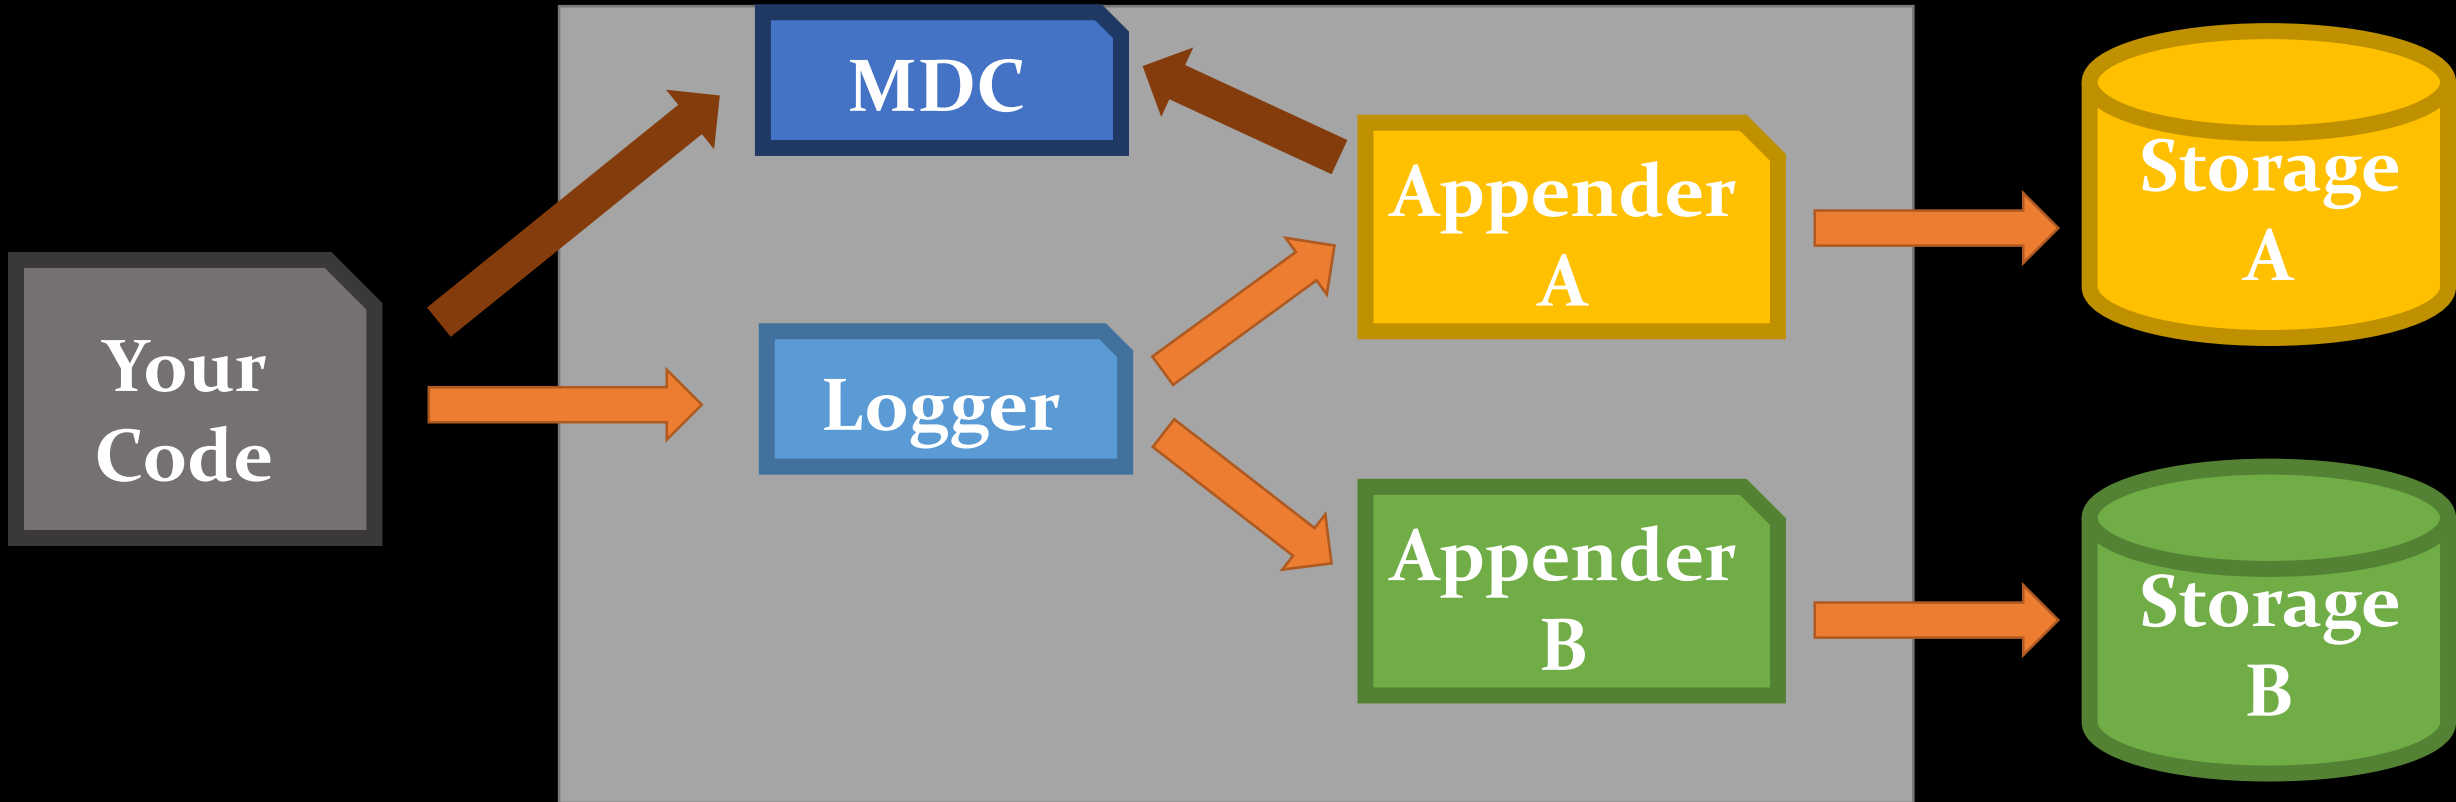 MDC
Your
Code
Logger
Appender
A
Appender
B
Storage
A
Storage
B